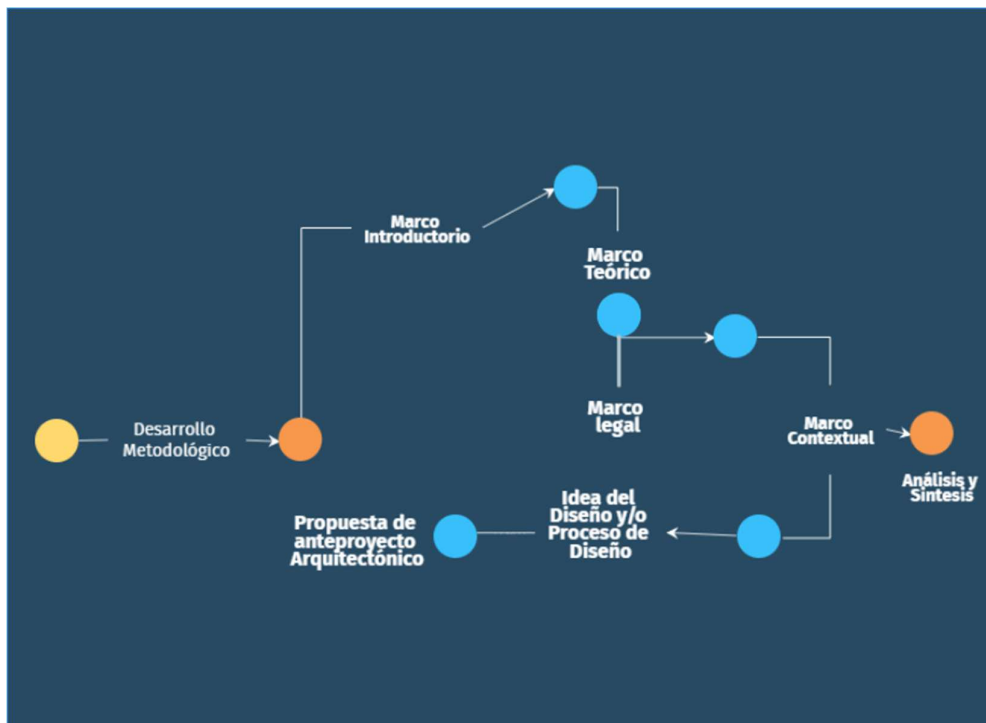 Marco
Introductorio
Marco
Teórico
Marco
legal
Desarrollo
Metodológico
Marco
Contextual
Análisis y
Síntesis
Idea del
Diseño y/o
Proceso de
Diseño
Propuesta de
anteproyecto
Arquitectónico